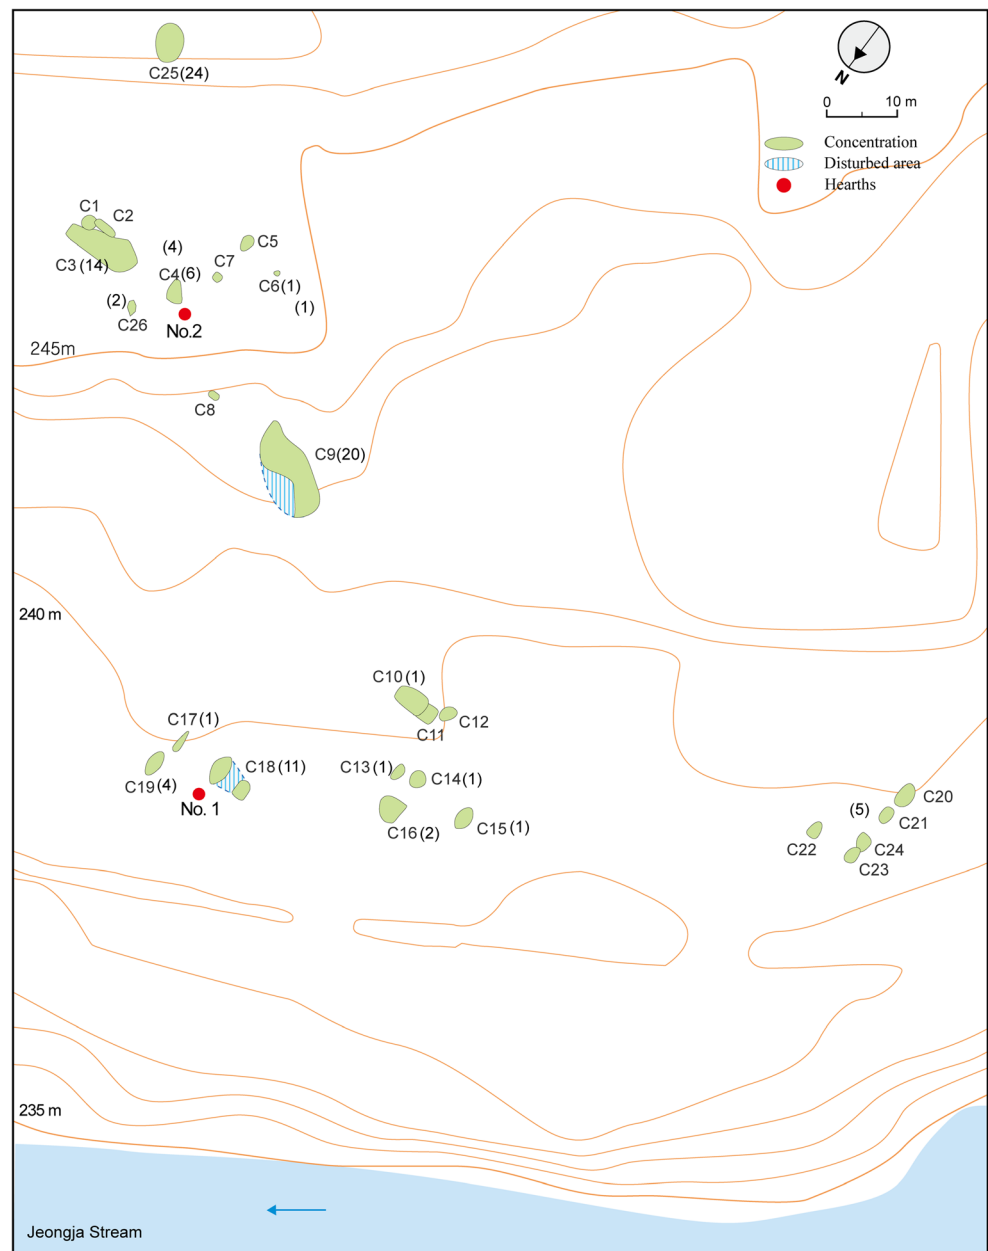 C25(24)
N
0 10 m
Concentration
Disturbed area
Hearths
C1
C2
C3(14)
(4)
C4(6)
C7
C5
C6(1)
(1)
(2)
C26
No.2
245m
C8
C9(20)
240 m
C10(1)
C11
C12
C17(1)
C19(4)
C18(11)
No. 1
C13(1)
C14(1)
C16(2)
C15(1)
C20
(5)
C21
C22
C24
C23
235 m
Jeongja Stream